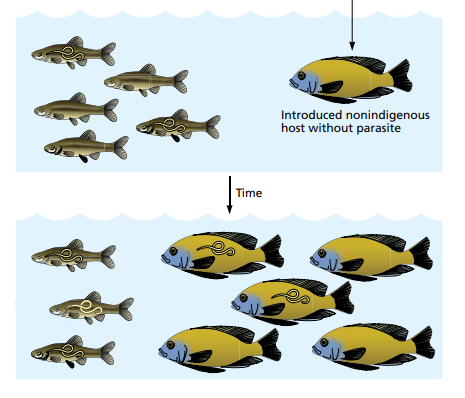 Introduced nonindigenous
host without parasite
Time